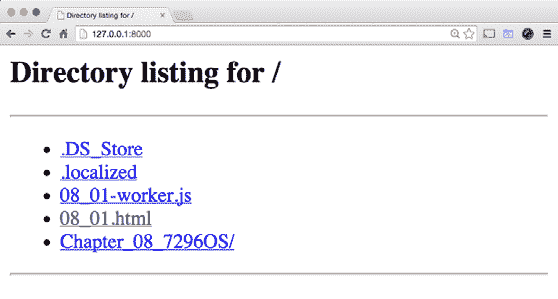 Directory listing for /
127.0.0.1:8000
Directory listing for /
.DS_Store
.localized
08_01-worker.js
08_01.html
Chapter_08_7296OS/